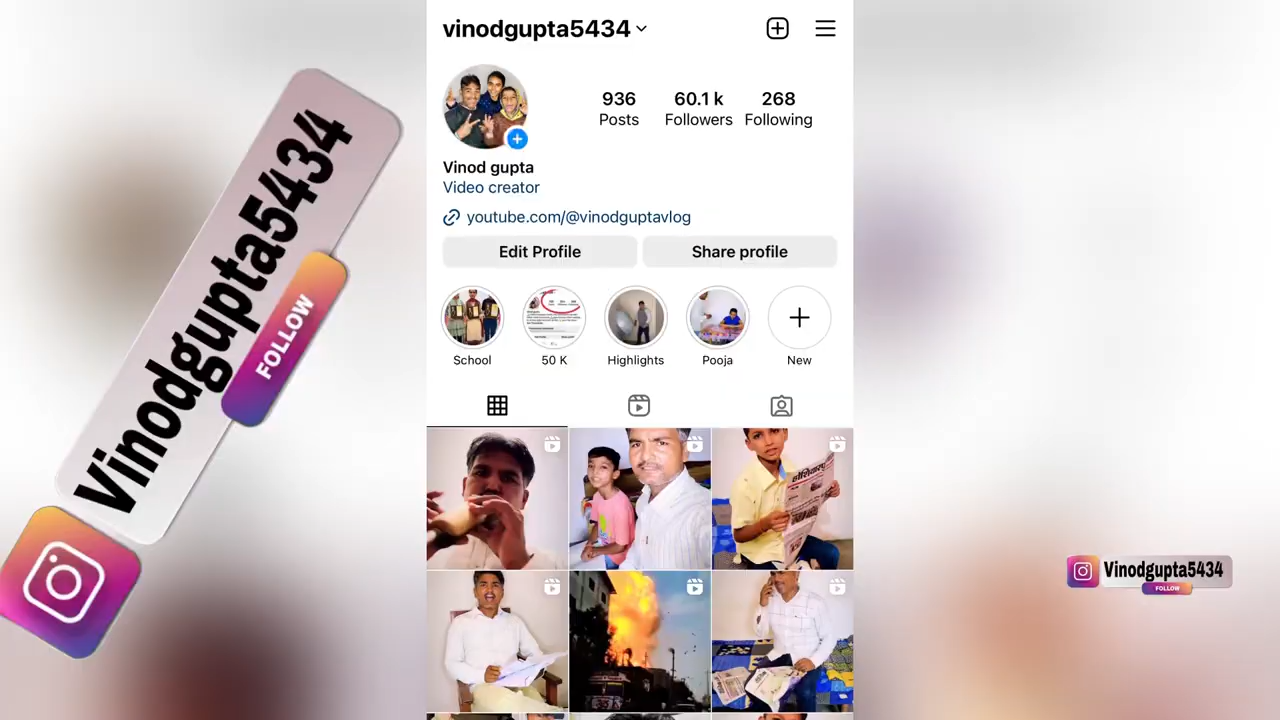 vinodgupta5434
936
Posts
60.1 k
Followers
268
Following
Vinod gupta
Video creator
youtube.com/@vinodguptavlog
Edit Profile
Share profile
School
50 K
Highlights
Pooja
New
Vinodgupta5434
FOLLOW
Vinodgupta5434
FOLLOW